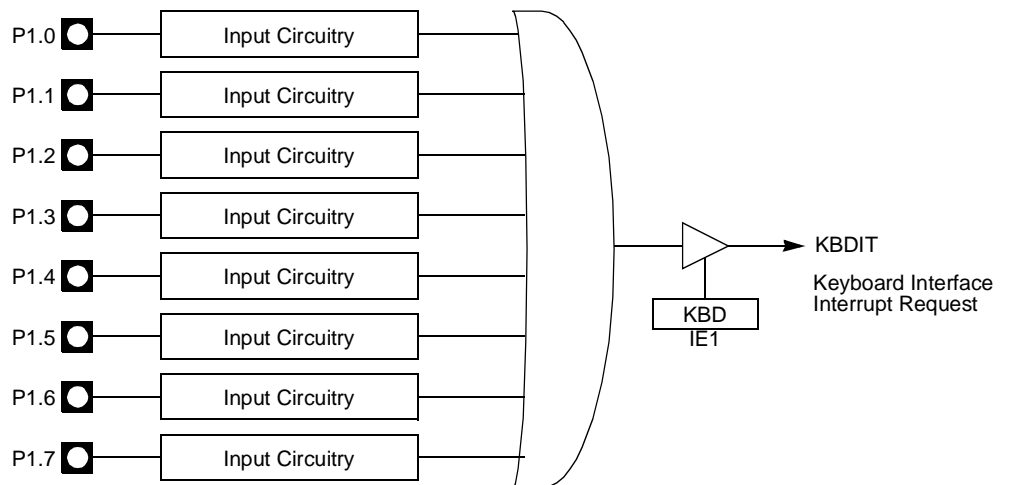 P1.0 Input Circuitry
P1.1 Input Circuitry
P1.2 Input Circuitry
P1.3 Input Circuitry
P1.4 Input Circuitry
P1.5 Input Circuitry
P1.6 Input Circuitry
P1.7 Input Circuitry
KBDIT
Keyboard Interface
Interrupt Request
KBD
IE1